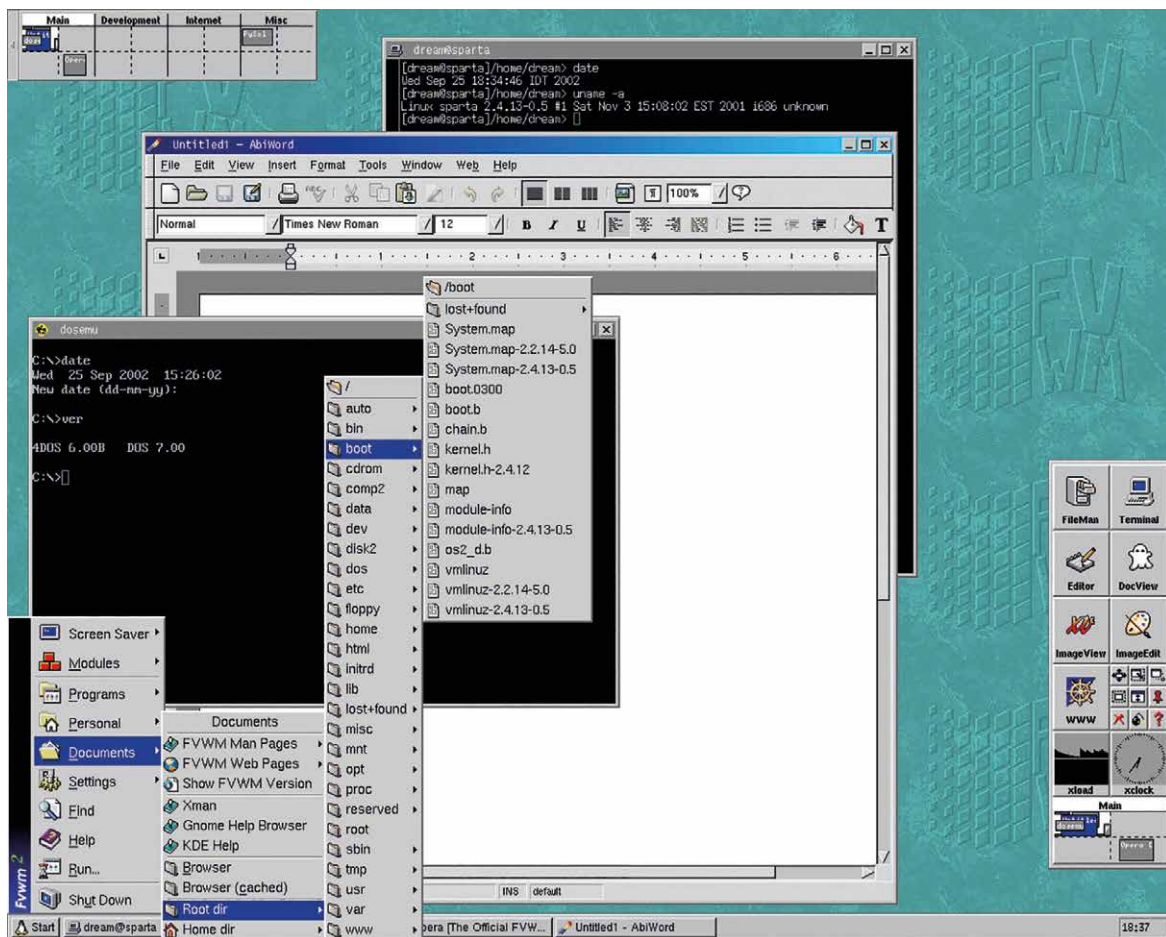 Main Development Internet Misc
dream@sparta
[dream@sparta]/home/dream> date
Wed Sep 25 18:34:46 IDT 2002
[dream@sparta]/home/dream> uname -a
Linux sparta 2.4.13-0.5 #1 Sat Nov 3 15:08:02 EST 2001 i686 unknown
[dream@sparta]/home/dream>
Untitled1 - AbiWord
File Edit View Insert Format Tools Window Web Help
100%
Normal Times New Roman 12 B I U T
1 1 2 3 4 5 6
dosemu
C:\>date
Wed 25 Sep 2002 15:26:02
New date (dd-mm-yy):
C:\>ver
4DOS 6.00B DOS 7.00
C:\>
/boot
lost+found
System.map
System.map-2.2.14-5.0
System.map-2.4.13-0.5
boot.0300
boot.b
chain.b
kernel.h
kernel.h-2.4.12
map
module-info
module-info-2.4.13-0.5
os2_d.b
vmlinuz
vmlinuz-2.2.14-5.0
vmlinuz-2.4.13-0.5
/
auto
bin
boot
cdrom
comp2
data
dev
disk2
dos
etc
floppy
home
html
initrd
lib
lost+found
misc
mnt
opt
proc
reserved
root
sbin
tmp
usr
var
www
Screen Saver
Modules
Programs
Personal
Documents
Settings
Find
Help
Run...
Shut Down
Fvwm 2
Documents
FVWM Man Pages
FVWM Web Pages
Show FVWM Version
Xman
Gnome Help Browser
KDE Help
Browser
Browser (cached)
Root dir
Home dir
INS default
FileMan Terminal
Editor DocView
ImageView ImageEdit
WWW
xload xclock
Main
dosemu
Opera
Start dream@sparta pera [The Official FVW... Untitled1 - AbiWord 18:37